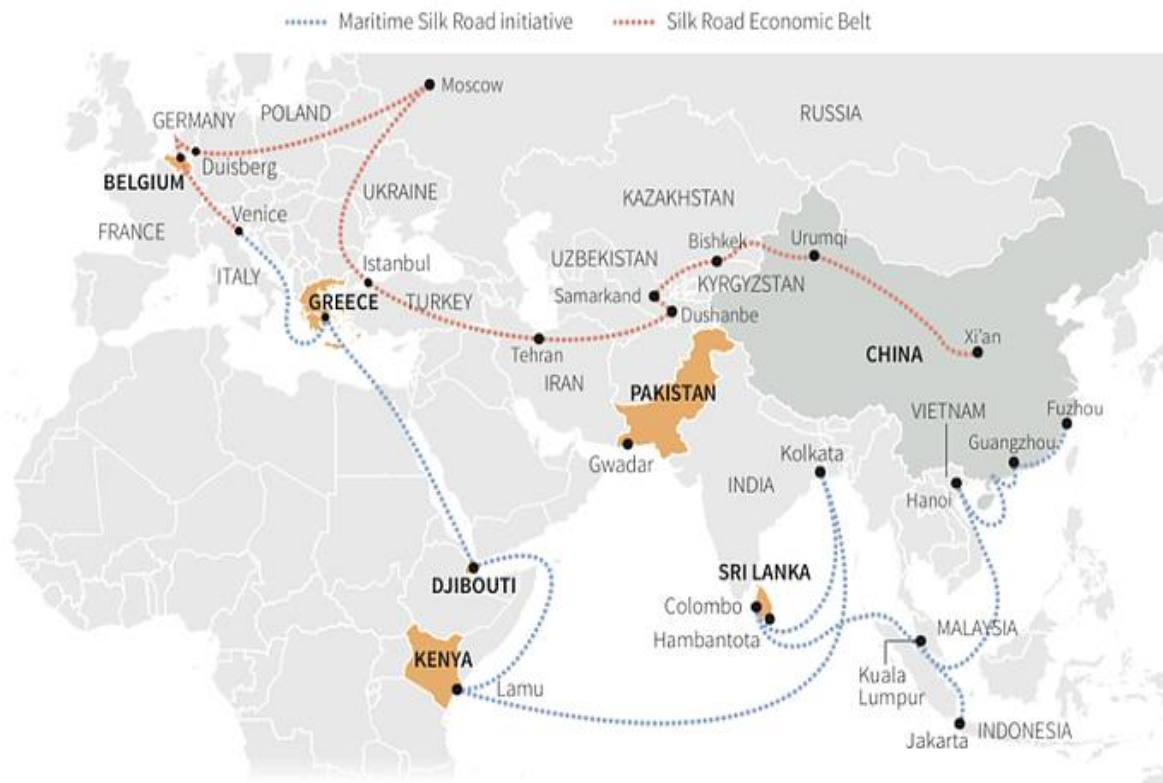 Maritime Silk Road initiative
Silk Road Economic Belt
Moscow
RUSSIA
POLAND
GERMANY
Duisberg
BELGIUM
UKRAINE
KAZAKHSTAN
Venice
FRANCE
Bishkek
Urumqi
UZBEKISTAN
Istanbul
ITALY
KYRGYZSTAN
Samarkand
GREECE
TURKEY
Dushanbe
Xi'an
Tehran
CHINA
IRAN
PAKISTAN
VIETNAM
Fuzhou
Guangzhou
Kolkata
Gwadar
INDIA
Hanoi
SRI LANKA
DJIBOUTI
Colombo
Hambantota
MALAYSIA
KENYA
Lamu
Kuala
Lumpur
INDONESIA
Jakarta